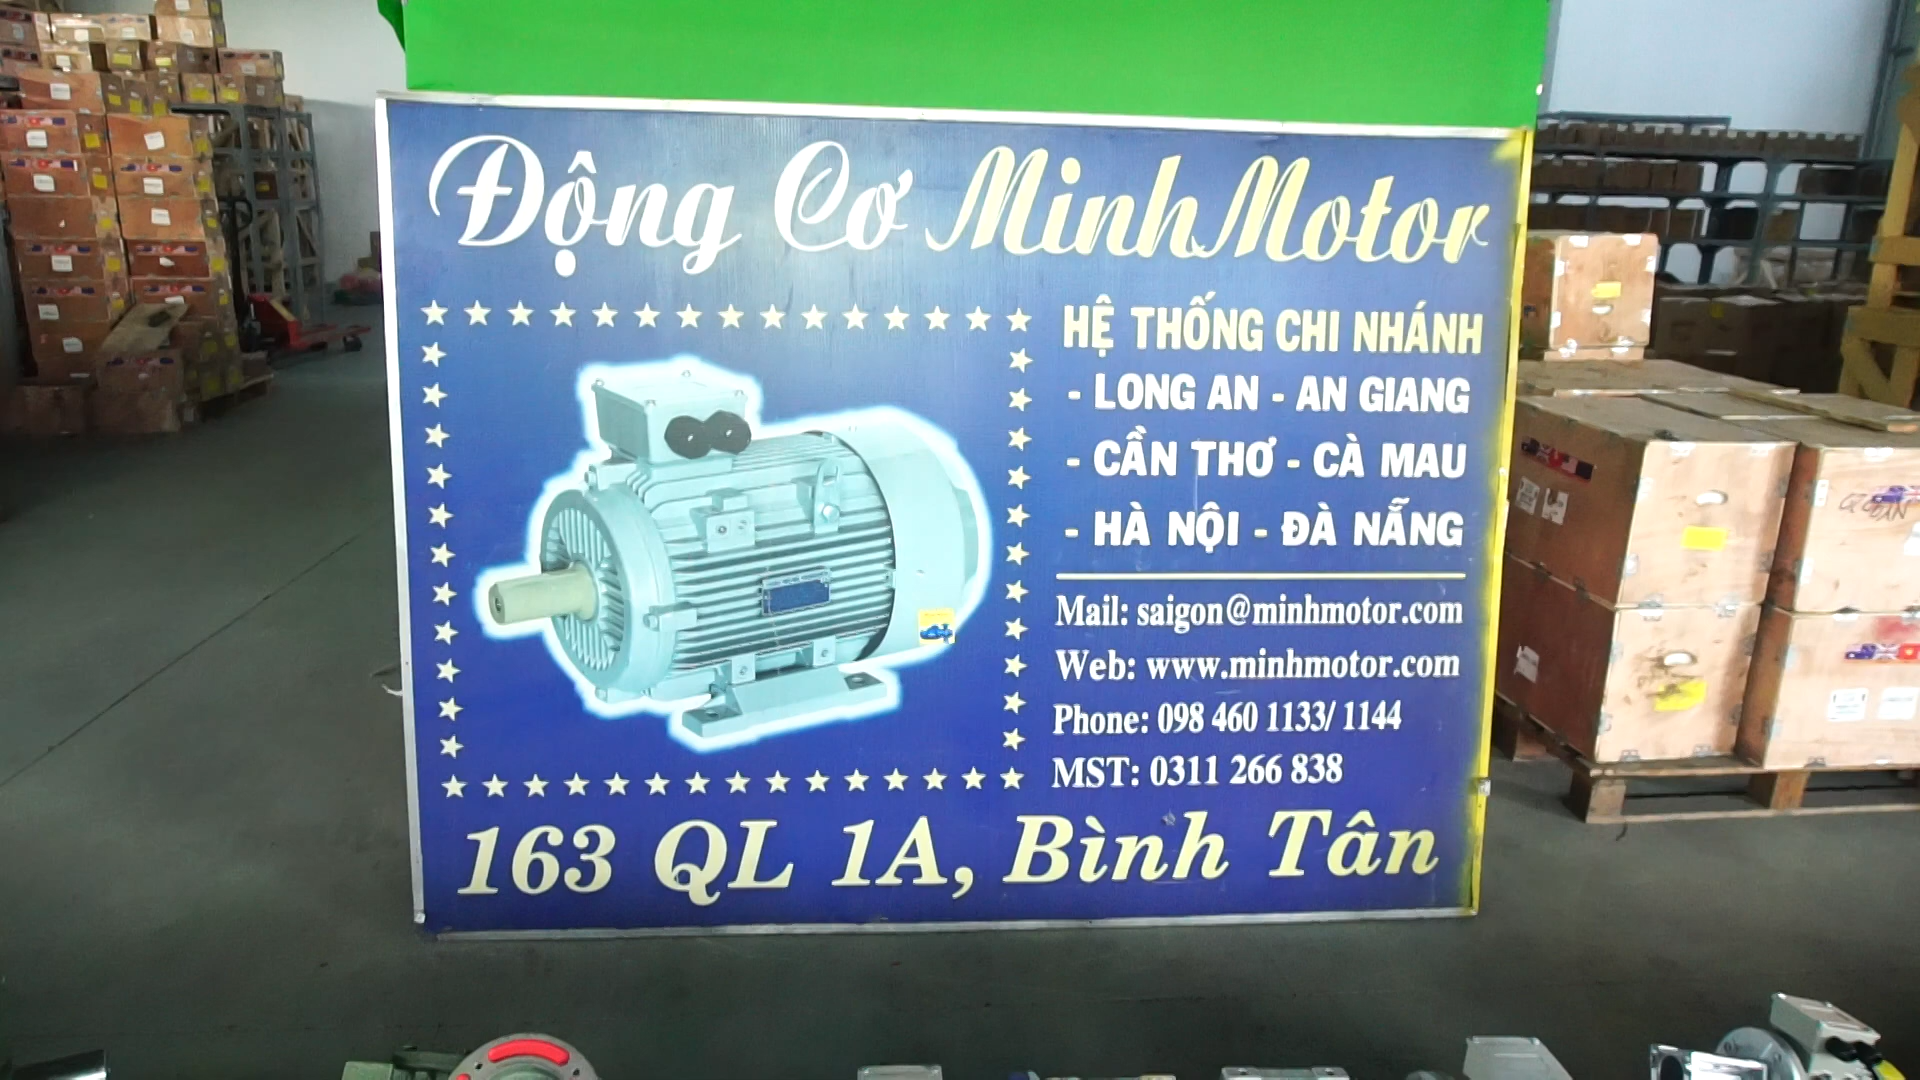 Động Cơ MinhMotor
HỆ THỐNG CHI NHÁNH
- LONG AN - AN GIANG
- CẦN THƠ - CÀ MAU
- HÀ NỘI - ĐÀ NẴNG
Mail: saigon@minhmotor.com
Web: www.minhmotor.com
Phone: 098 460 1133/ 1144
MST: 0311 266 838
163 QL 1A, Bình Tân